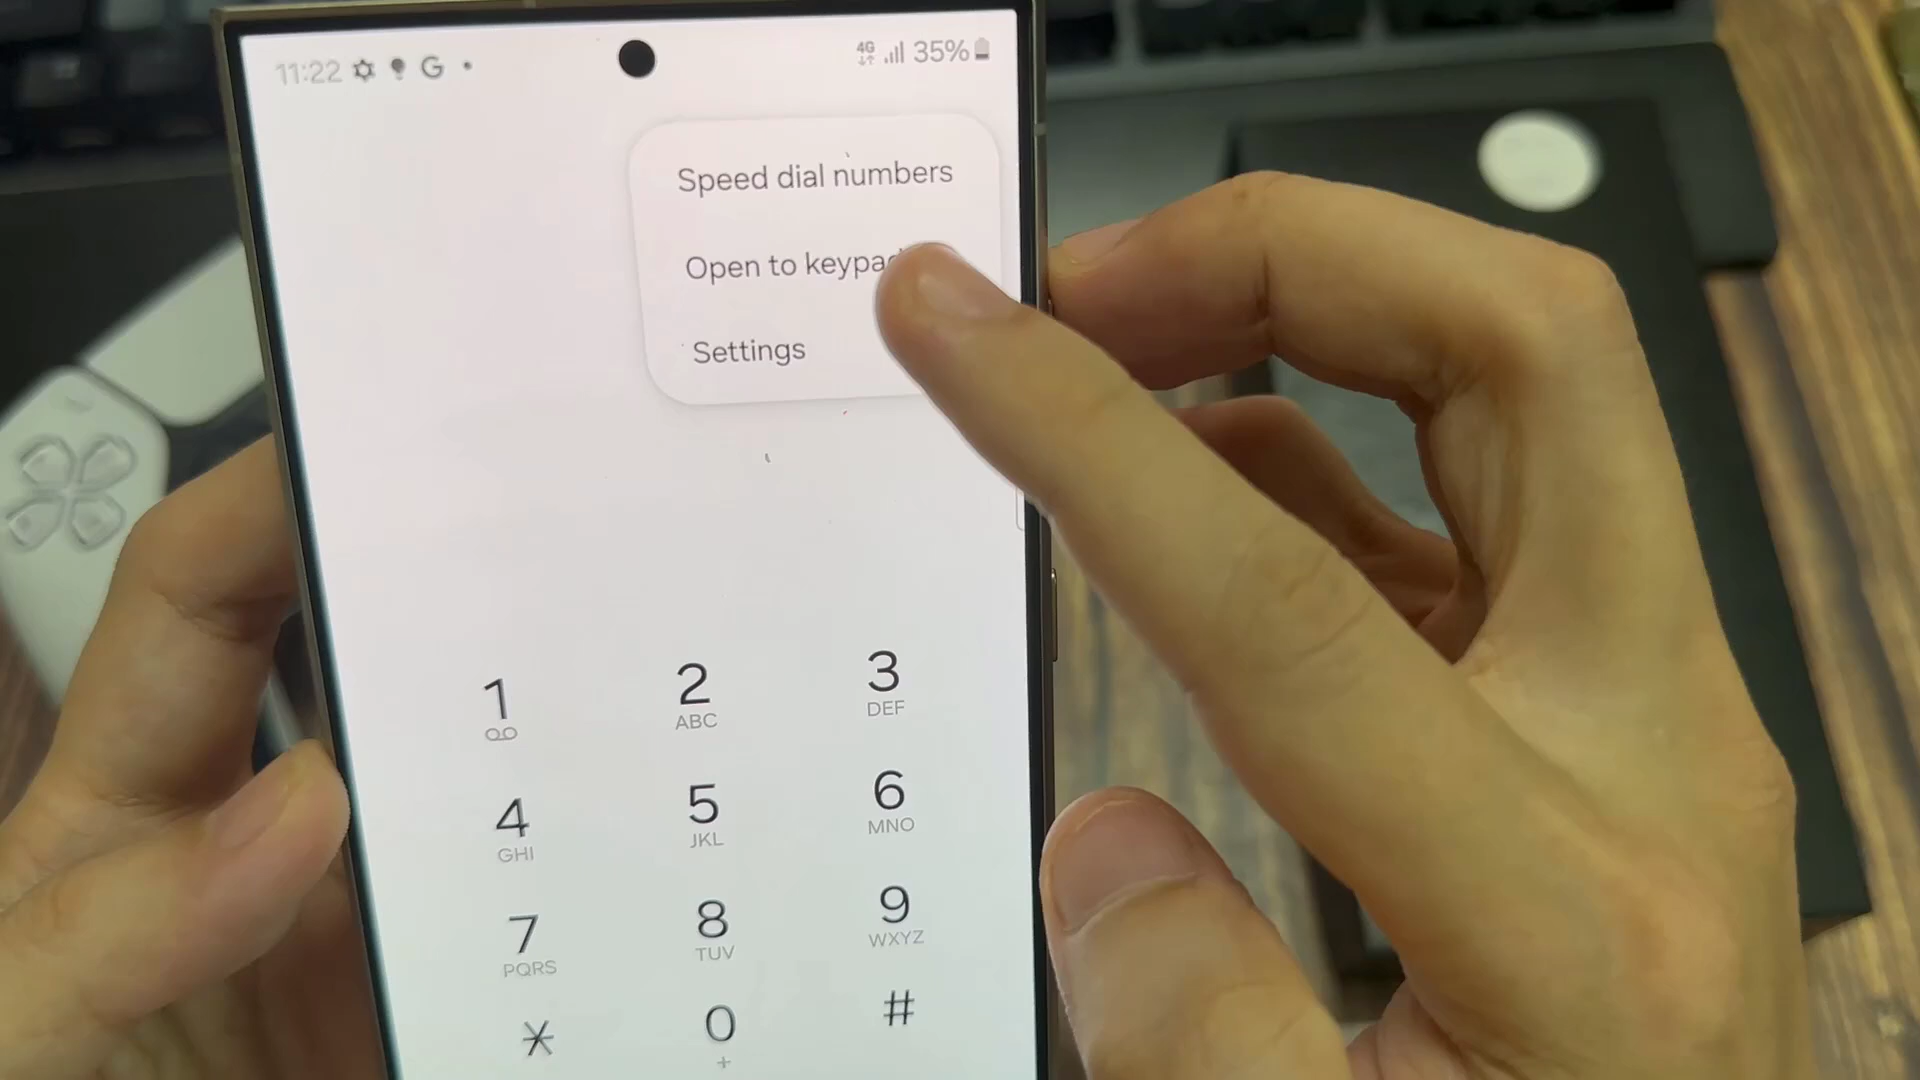 11:22 G 4G 35%
Speed dial numbers
Open to
Settings
1 2 3
ABC DEF
4 5 6
GHI JKL MNO
7 8 9
PQRS TUV WXYZ
* 0 #
+